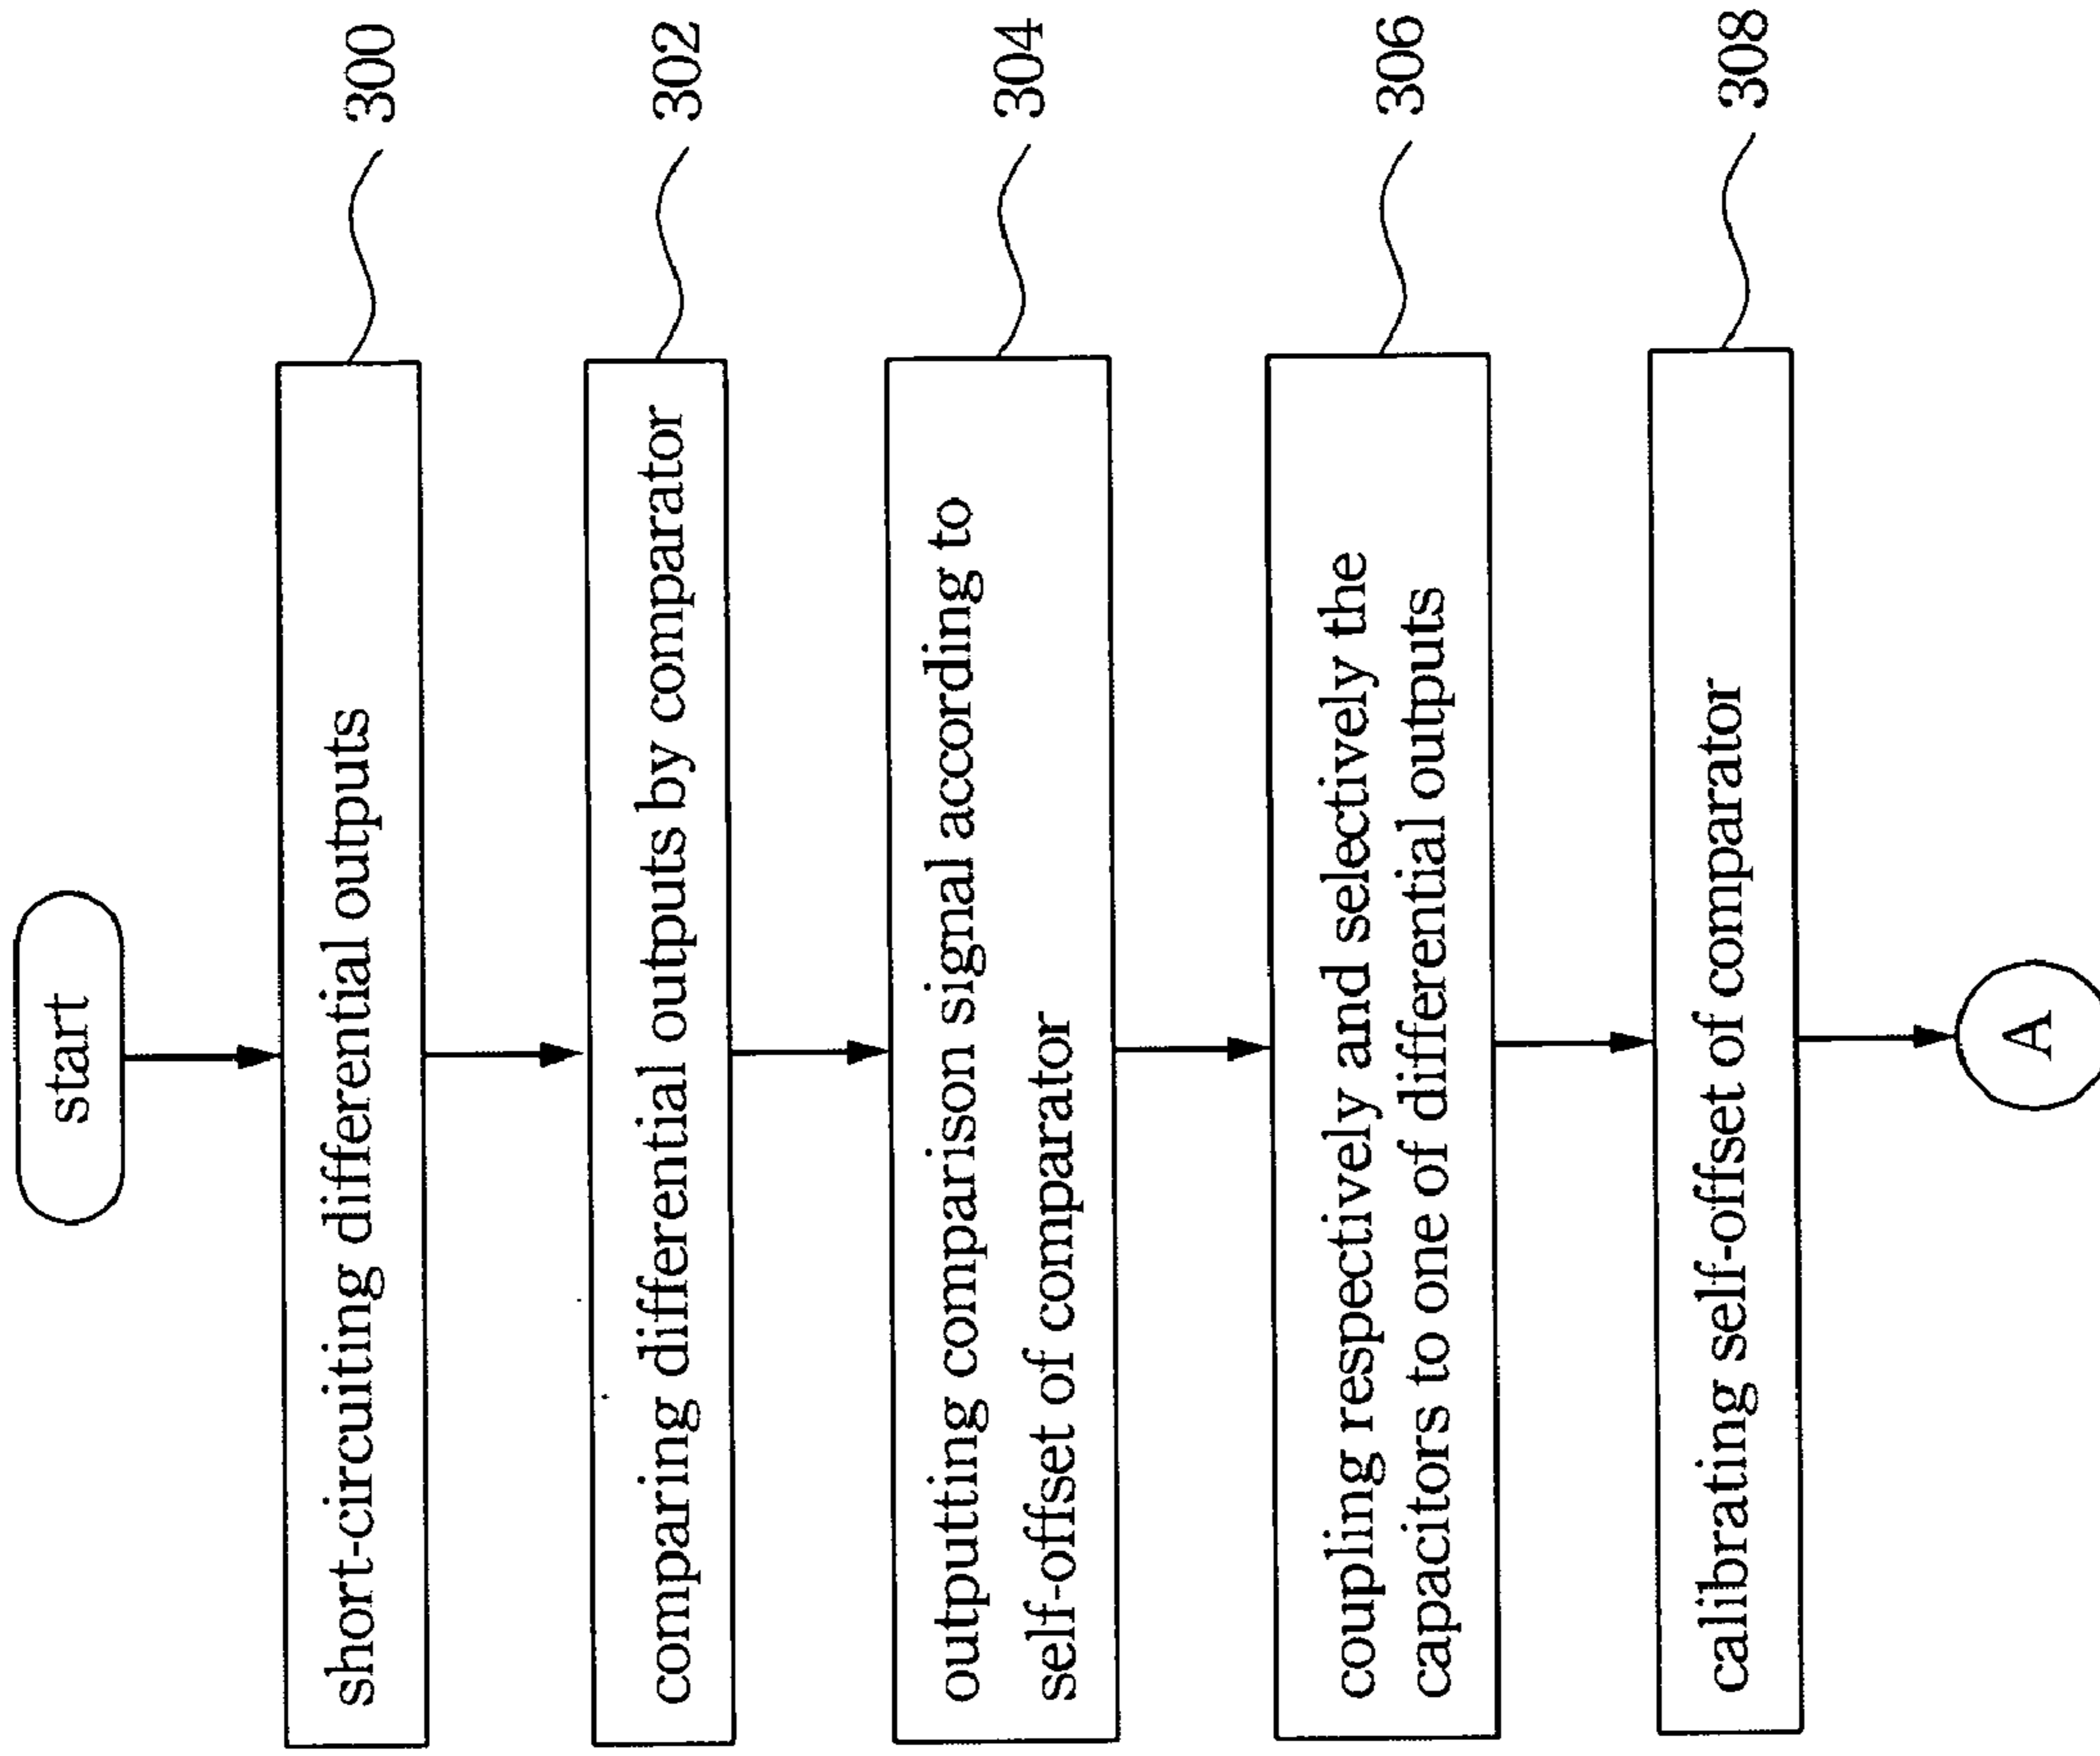 start
short-circuiting differential outputs
300
comparing differential outputs by comparator
302
outputting comparison signal according to
self-offset of comparator
304
coupling respectively and selectively the
capacitors to one of differential outputs
306
calibrating self-offset of comparator
308
A